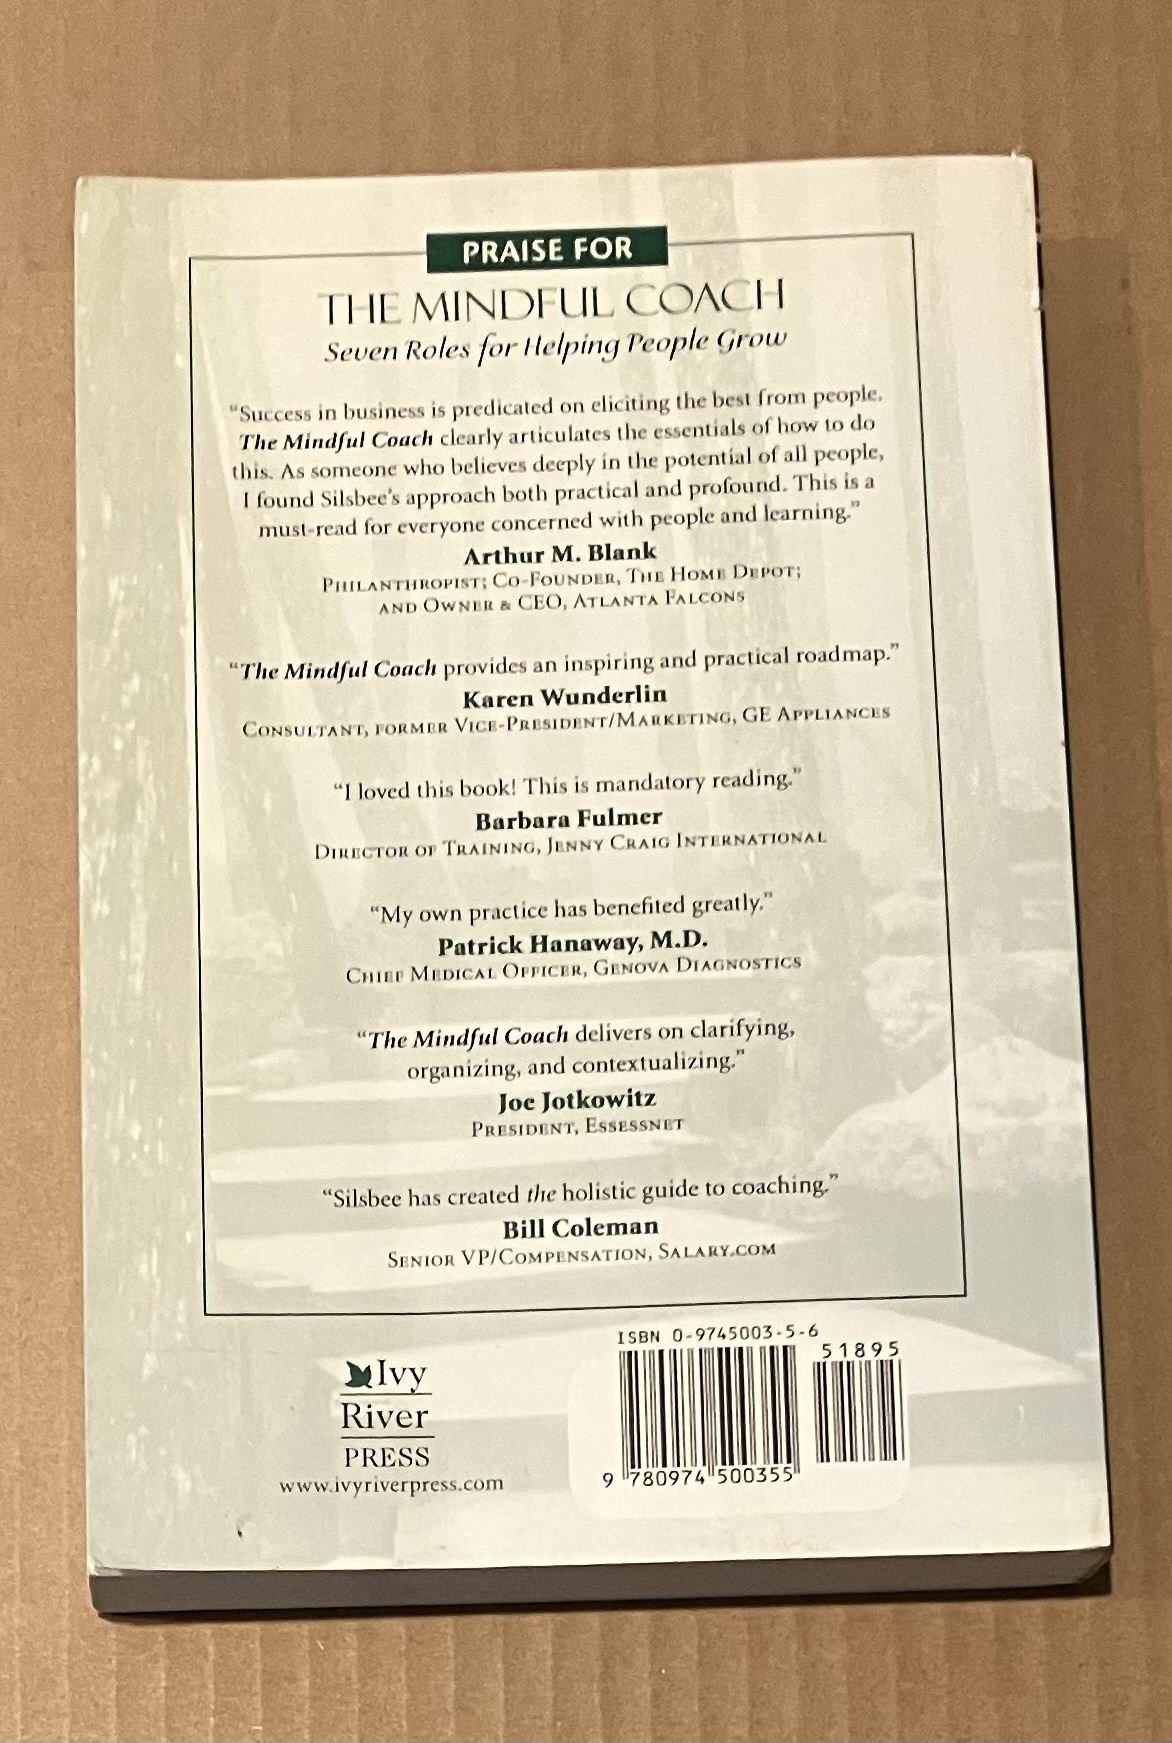 PRAISE FOR
THE MINDFUL COACH
Seven Roles for Helping People Grow
“Success in business is predicated on eliciting the best from people.
The Mindful Coach clearly articulates the essentials of how to do
this. As someone who believes deeply in the potential of all people,
I found Silsbee’s approach both practical and profound. This is a
must-read for everyone concerned with people and learning.”
Arthur M. Blank
Philanthropist; Co-Founder, The Home Depot;
and Owner & CEO, Atlanta Falcons
“The Mindful Coach provides an inspiring and practical roadmap.”
Karen Wunderlin
Consultant, former Vice-President/Marketing, GE Appliances
“I loved this book! This is mandatory reading.”
Barbara Fulmer
Director of Training, Jenny Craig International
“My own practice has benefited greatly.”
Patrick Hanaway, M.D.
Chief Medical Officer, Genova Diagnostics
“The Mindful Coach delivers on clarifying,
organizing, and contextualizing.”
Joe Jotkowitz
President, Essessnet
“Silsbee has created the holistic guide to coaching.”
Bill Coleman
Senior VP/Compensation, Salary.com
Ivy
River
PRESS
www.ivyriverpress.com
ISBN 0-9745003-5-6
51895
9 780974 500355